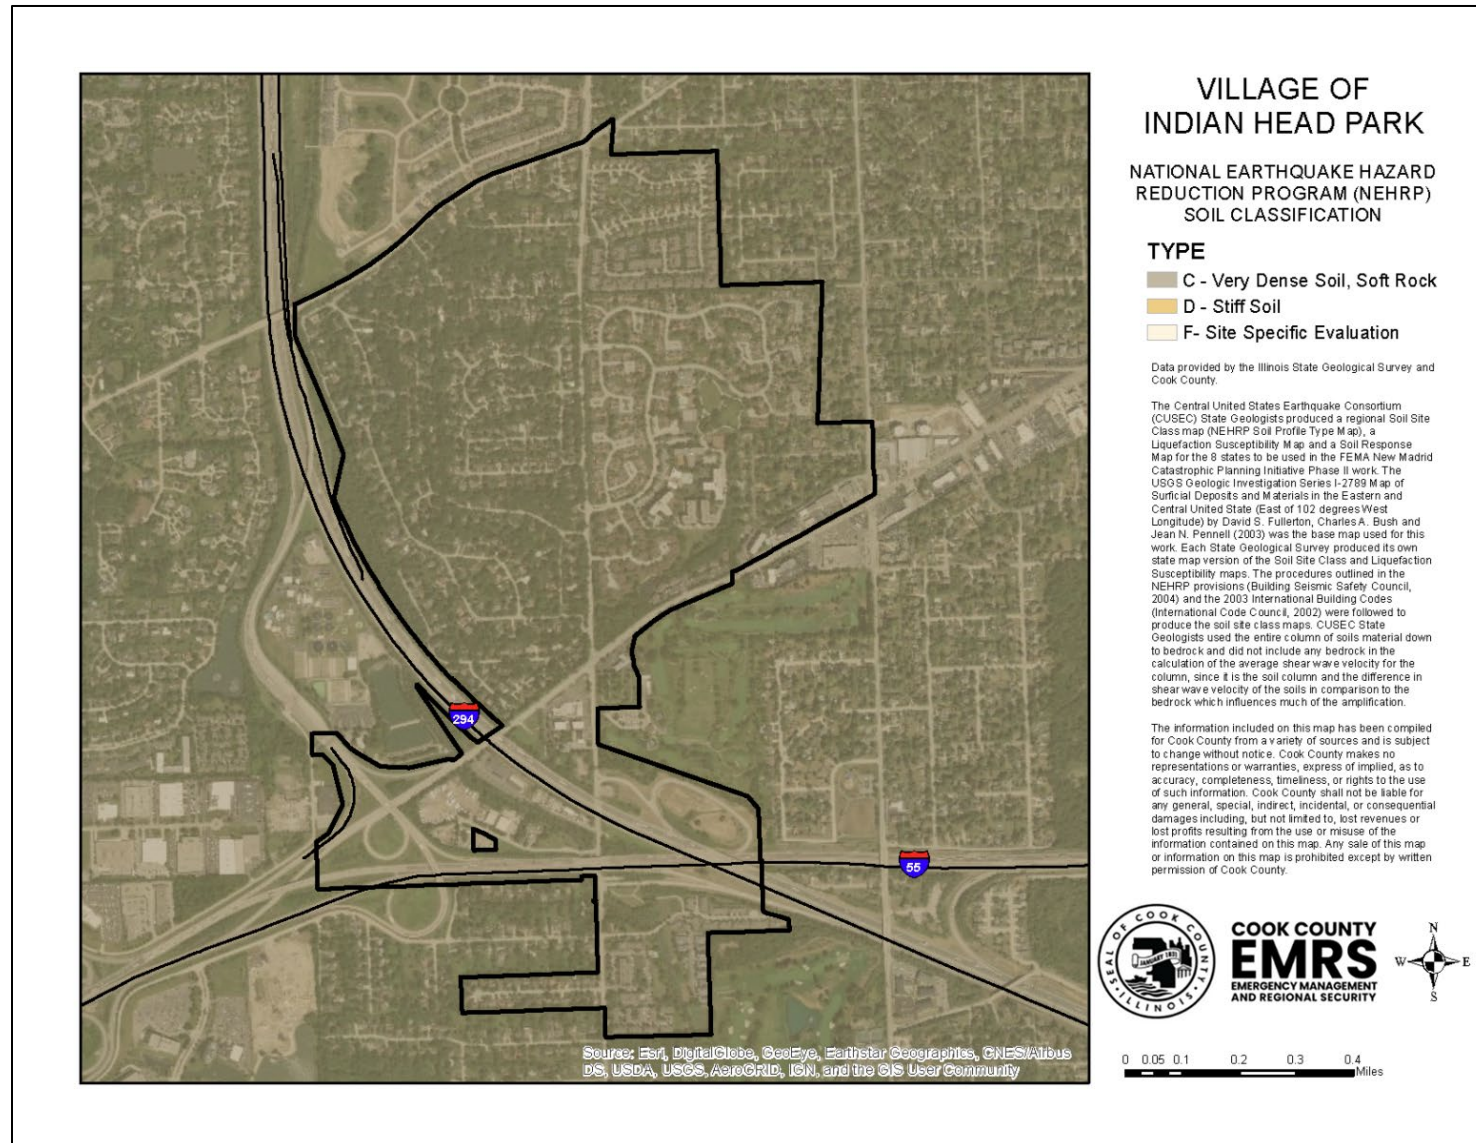 VILLAGE OF
INDIAN HEAD PARK
NATIONAL EARTHQUAKE HAZARD
REDUCTION PROGRAM (NEHRP)
SOIL CLASSIFICATION
TYPE
C - Very Dense Soil, Soft Rock
D - Stiff Soil
F- Site Specific Evaluation
Data provided by the Illinois State Geological Survey and
Cook County.
The Central United States Earthquake Consortium
(CUSEC) State Geologists produced a regional Soil Site
Class map (NEHRP Soil Profile Type Map), a
Liquefaction Susceptibility Map and a Soil Response
Map for the 8 states to be used in the FEMA New Madrid
Catastrophic Planning Initiative Phase II work. The
USGS Geologic Investigation Series I-2789 Map of
Surficial Deposits and Materials in the Eastern and
Central United State (East of 102 degrees West
Longitude) by David S. Fullerton, Charles A. Bush and
Jean N. Pennell (2003) was the base map used for this
work. Each State Geological Survey produced its own
state map version of the Soil Site Class and Liquefaction
Susceptibility maps. The procedures outlined in the
NEHRP provisions (Building Seismic Safety Council,
2004) and the 2003 International Building Codes
(International Code Council, 2002) were followed to
produce the soil site class maps. CUSEC State
Geologists used the entire column of soils material down
to bedrock and did not include any bedrock in the
calculation of the average shear wave velocity for the
column, since it is the soil column and the difference in
shear wave velocity of the soils in comparison to the
bedrock which influences much of the amplification.
The information included on this map has been compiled
for Cook County from a variety of sources and is subject
to change without notice. Cook County makes no
representations or warranties, express of implied, as to
accuracy, completeness, timeliness, or rights to the use
of such information. Cook County shall not be liable for
any general, special, indirect, incidental, or consequential
damages including, but not limited to, lost revenues or
lost profits resulting from the use or misuse of the
information contained on this map. Any sale of this map
or information on this map is prohibited except by written
permission of Cook County.
294
55
Source: Esri, DigitalGlobe, GeoEye, Earthstar Geographics, CNES/Airbus
DS, USDA, USGS, AeroGRID, IGN, and the GIS User Community
SEAL OF COOK COUNTY
JANUARY 1831
ILLINOIS
COOK COUNTY
EMRS
EMERGENCY MANAGEMENT
AND REGIONAL SECURITY
N
W E
S
0 0.05 0.1 0.2 0.3 0.4
Miles